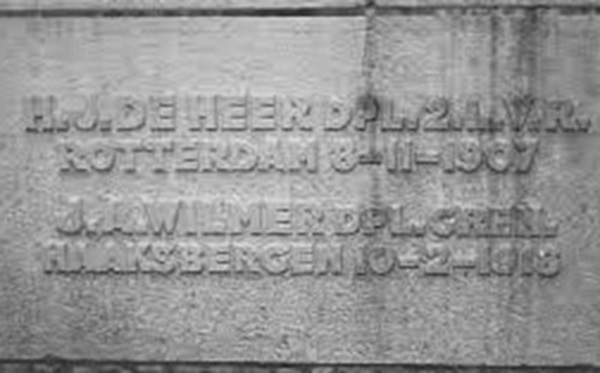 H.J. DE HEER DPL. 2.L.V.R.
ROTTERDAM 8-11-1907
J.A. WILMER DPL. GREN.
HAAKSBERGEN 10-2-1918